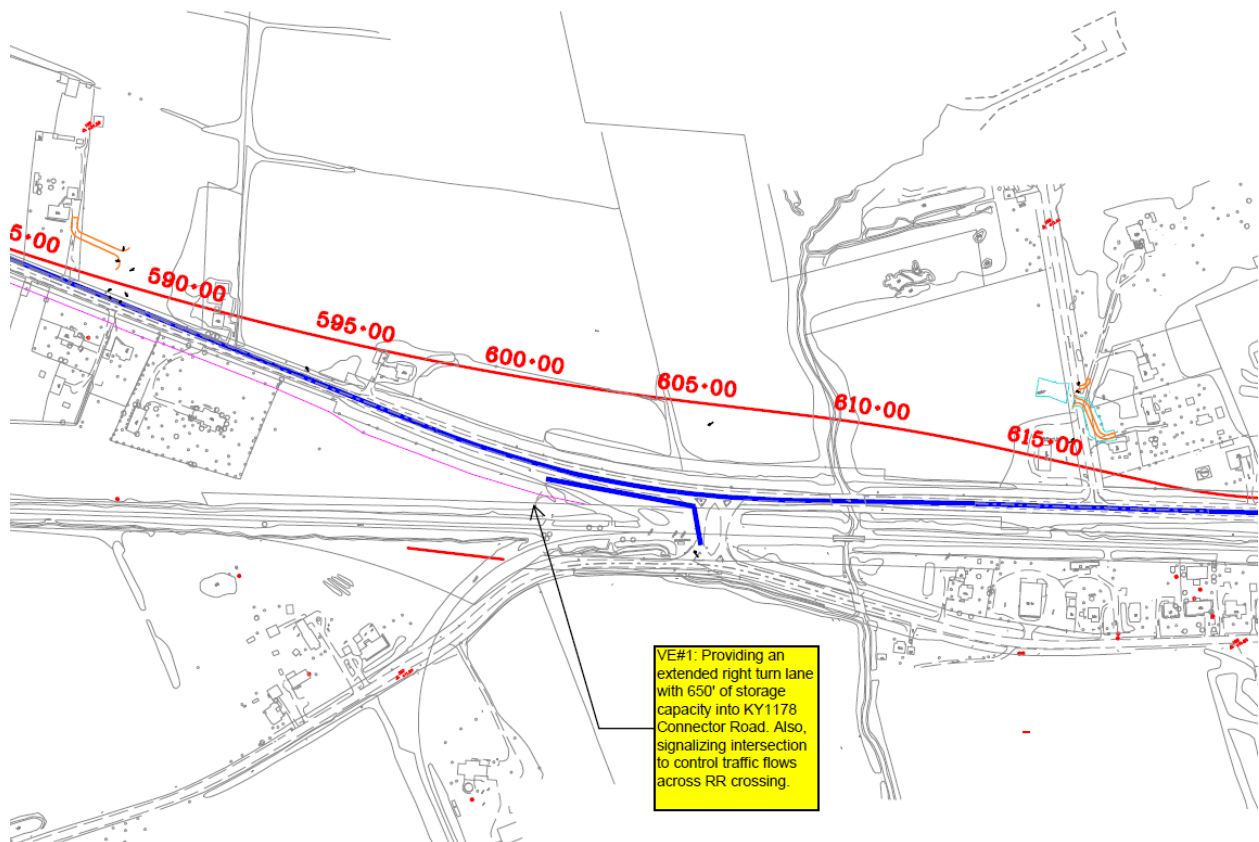 5+00
590+00
595+00
600+00
605+00
610+00
615+00
VE#1: Providing an
extended right turn lane
with 650' of storage
capacity into KY1178
Connector Road. Also,
signalizing intersection
to control traffic flows
across RR crossing.